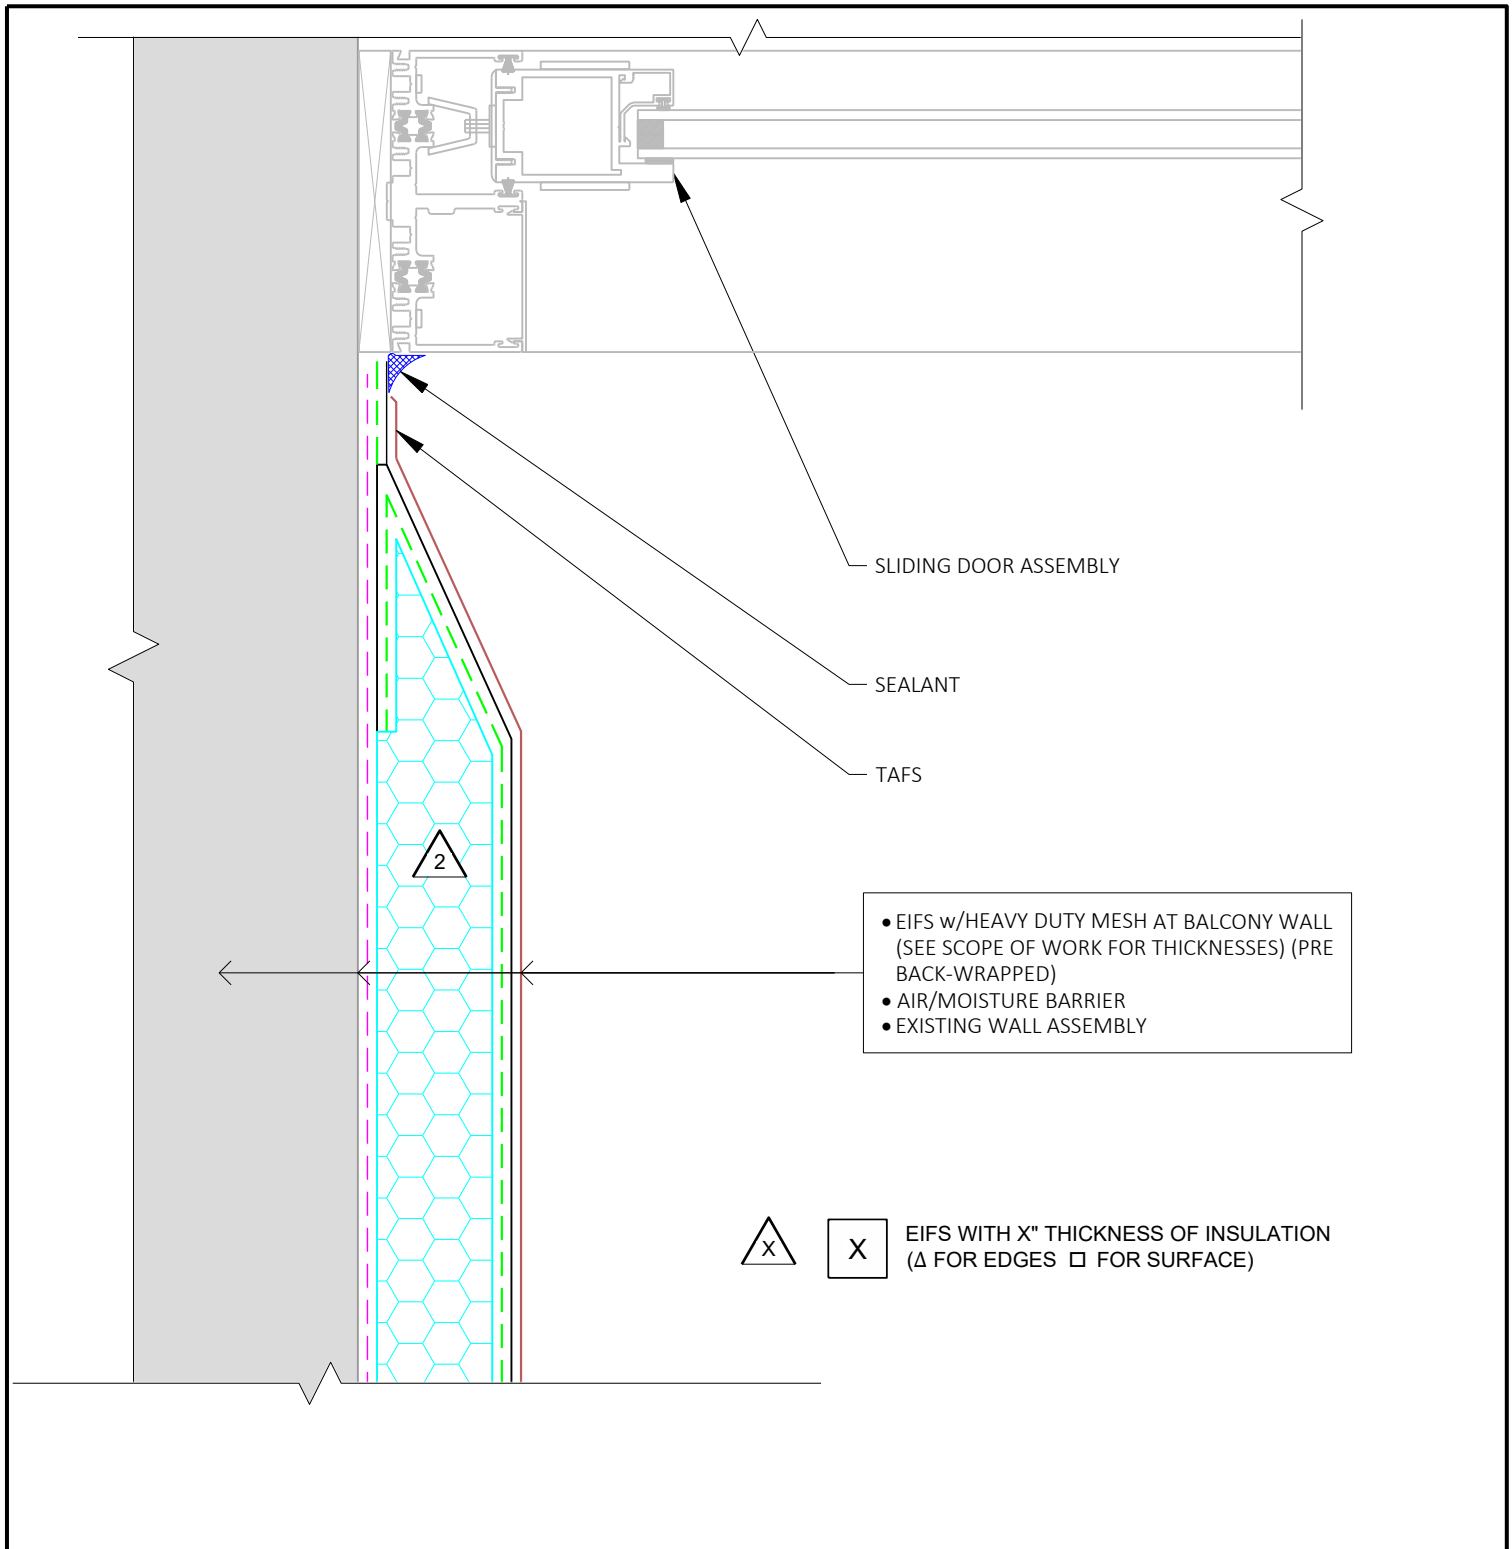 SLIDING DOOR ASSEMBLY
SEALANT
TAFS
2
• EIFS w/HEAVY DUTY MESH AT BALCONY WALL
(SEE SCOPE OF WORK FOR THICKNESSES) (PRE
BACK-WRAPPED)
• AIR/MOISTURE BARRIER
• EXISTING WALL ASSEMBLY
X X EIFS WITH X" THICKNESS OF INSULATION
(Δ FOR EDGES □ FOR SURFACE)